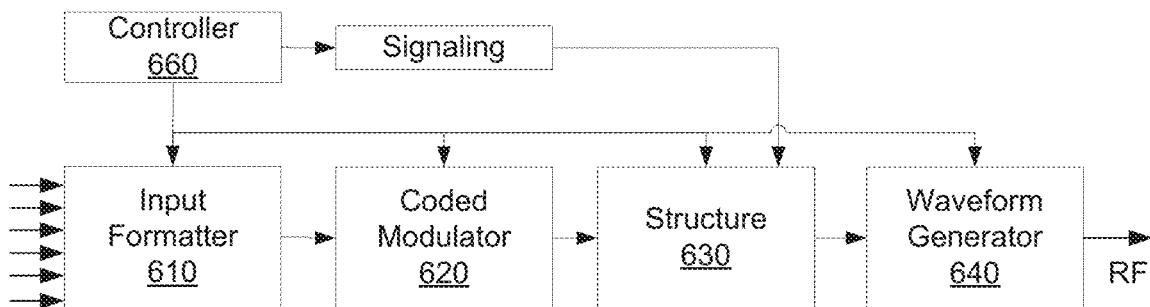 Controller
660
Signaling
Input
Formatter
610
Coded
Modulator
620
Structure
630
Waveform
Generator
640
RF